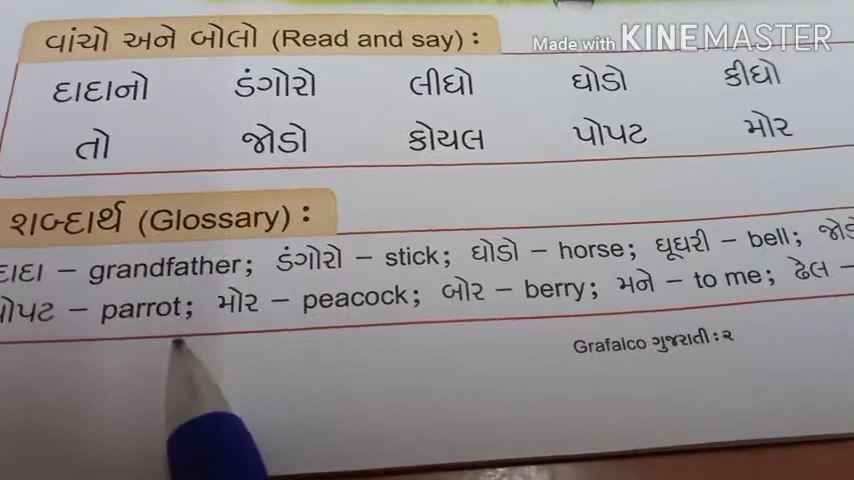 Made with KINEMASTER
વાંચો અને બોલો (Read and say) :
દાદાનો ડંગોરો લીધો ઘોડો કીધો
તો જોડો કોયલ પોપટ મોર
શબ્દાર્થ (Glossary) :
દાદા – grandfather; ડંગોરો – stick; ઘોડો – horse; ઘૂઘરી – bell;
– parrot; મોર – peacock; બોર – berry; મને – to me; ઢેલ –
Grafalco ગુજરાતી : ૨